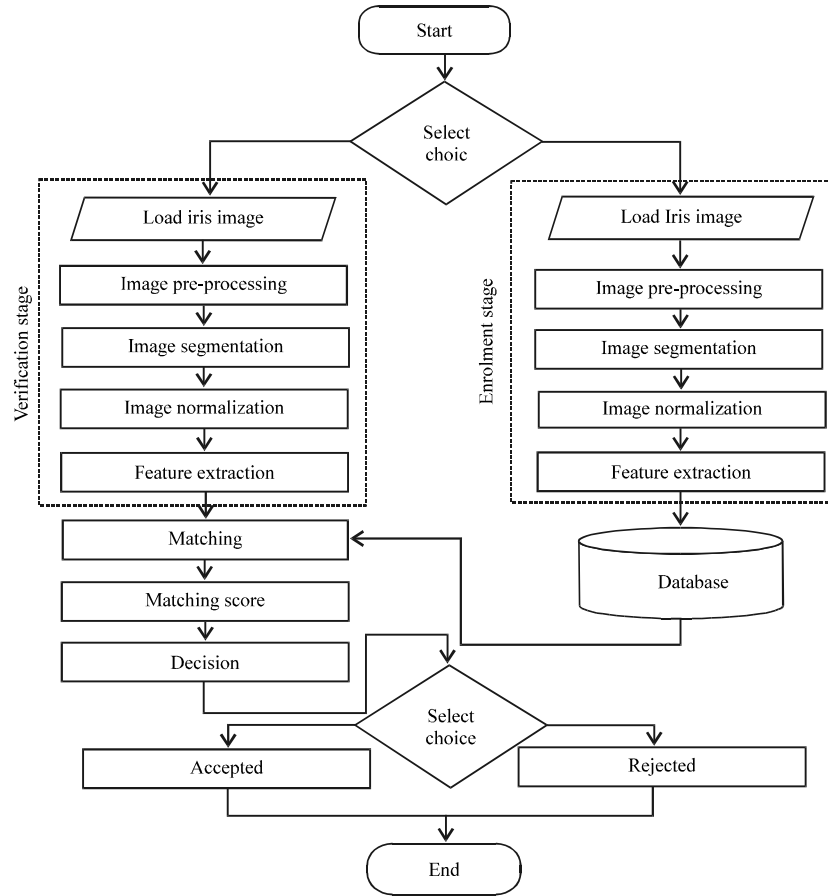 Start
Select
choic
Verification stage
Load iris image
Image pre-processing
Image segmentation
Image normalization
Feature extraction
Enrolment stage
Load Iris image
Image pre-processing
Image segmentation
Image normalization
Feature extraction
Matching
Database
Matching score
Decision
Select
choice
Accepted
Rejected
End